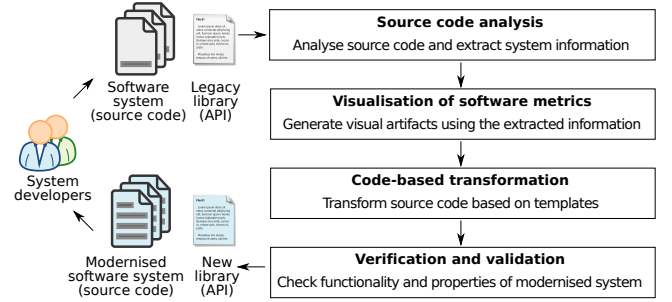 Source code analysis
Analyse source code and extract system information
Software
system
(source code)
Legacy
library
(API)
Visualisation of software metrics
Generate visual artifacts using the extracted information
System
developers
Code-based transformation
Transform source code based on templates
Modernised
software system
(source code)
New
library
(API)
Verification and validation
Check functionality and properties of modernised system